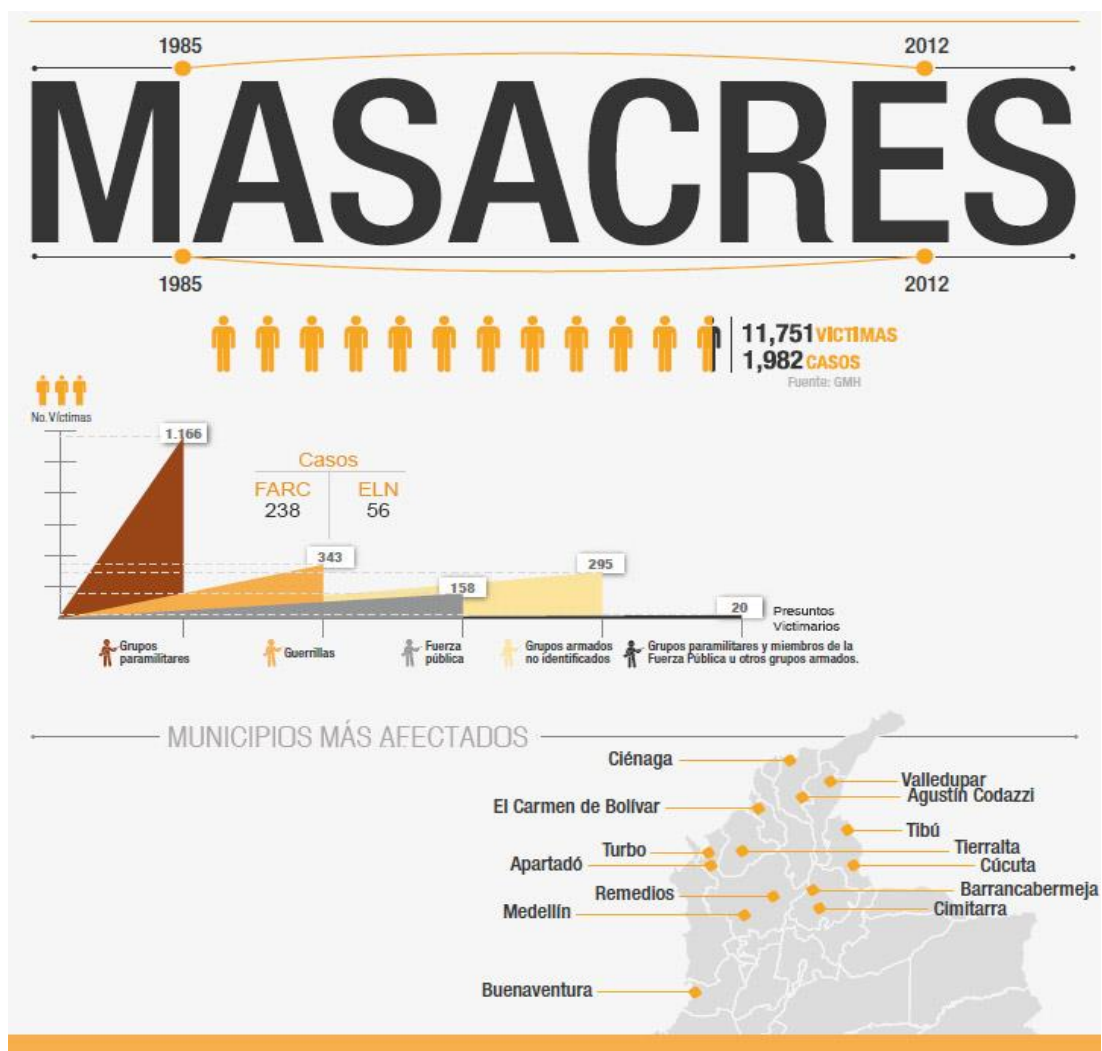 1985
2012
MASACRES
1985
2012
11,751 VÍCTIMAS
1,982 CASOS
Fuente: GMH
No. Víctimas
1.166
Casos
FARC
ELN
238
56
343
295
158
20
Presuntos
Victimarios
Grupos
paramilitares
Guerrillas
Fuerza
pública
Grupos armados
no identificados
Grupos paramilitares y miembros de la
Fuerza Pública u otros grupos armados.
MUNICIPIOS MÁS AFECTADOS
Ciénaga
Valledupar
Agustín Codazzi
El Carmen de Bolívar
Tibú
Turbo
Tierralta
Apartadó
Cúcuta
Remedios
Barrancabermeja
Medellín
Cimitarra
Buenaventura